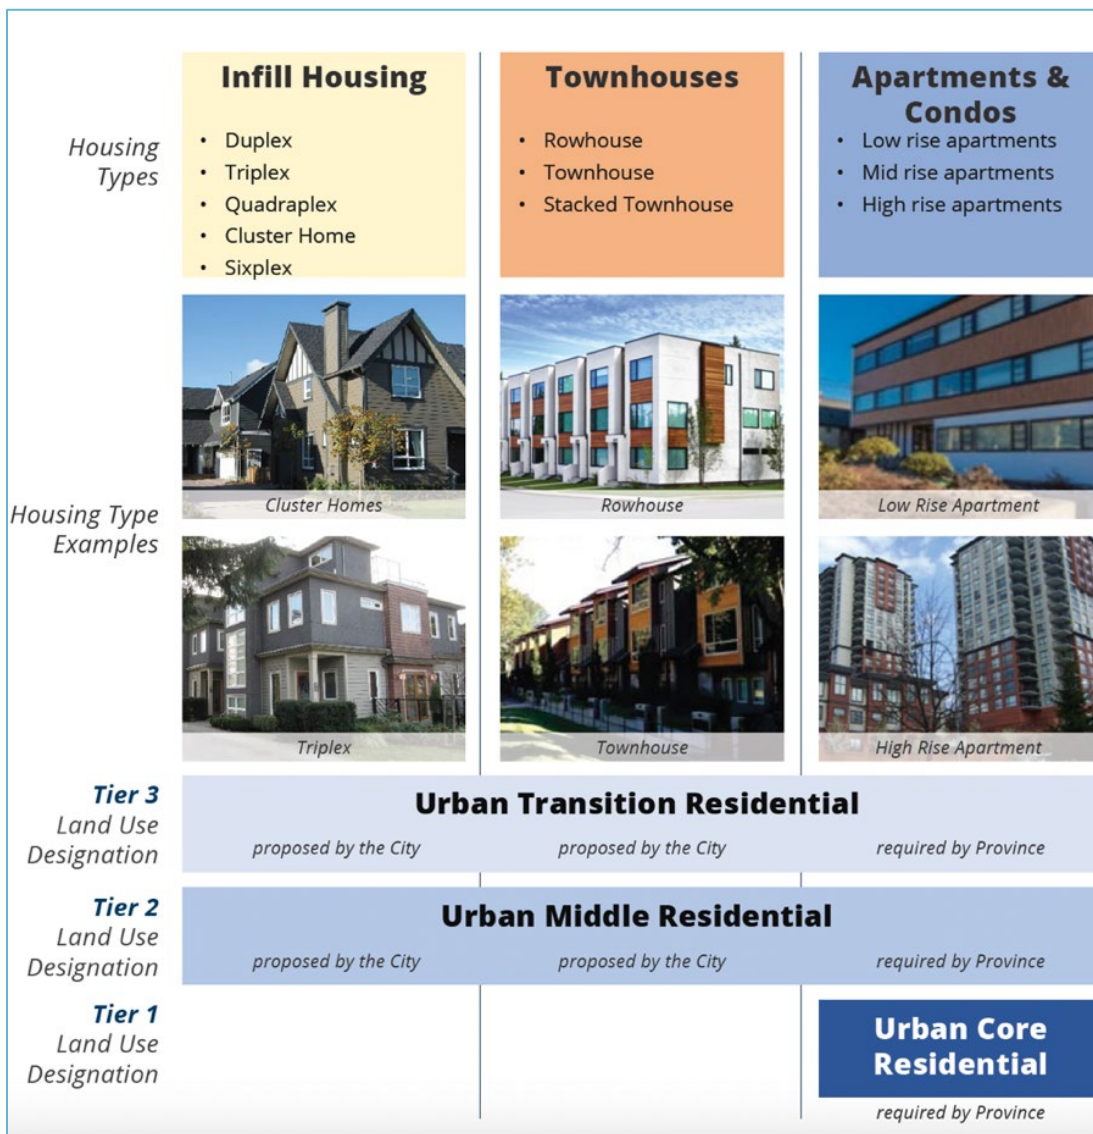 Infill Housing
Townhouses
Apartments &
Condos
Housing
Types
• Duplex
• Triplex
• Quadraplex
• Cluster Home
• Sixplex
• Rowhouse
• Townhouse
• Stacked Townhouse
• Low rise apartments
• Mid rise apartments
• High rise apartments
Housing Type
Examples
Cluster Homes
Rowhouse
Low Rise Apartment
Triplex
Townhouse
High Rise Apartment
Tier 3
Land Use
Designation
Urban Transition Residential
proposed by the City
proposed by the City
required by Province
Tier 2
Land Use
Designation
Urban Middle Residential
proposed by the City
proposed by the City
required by Province
Tier 1
Land Use
Designation
Urban Core
Residential
required by Province